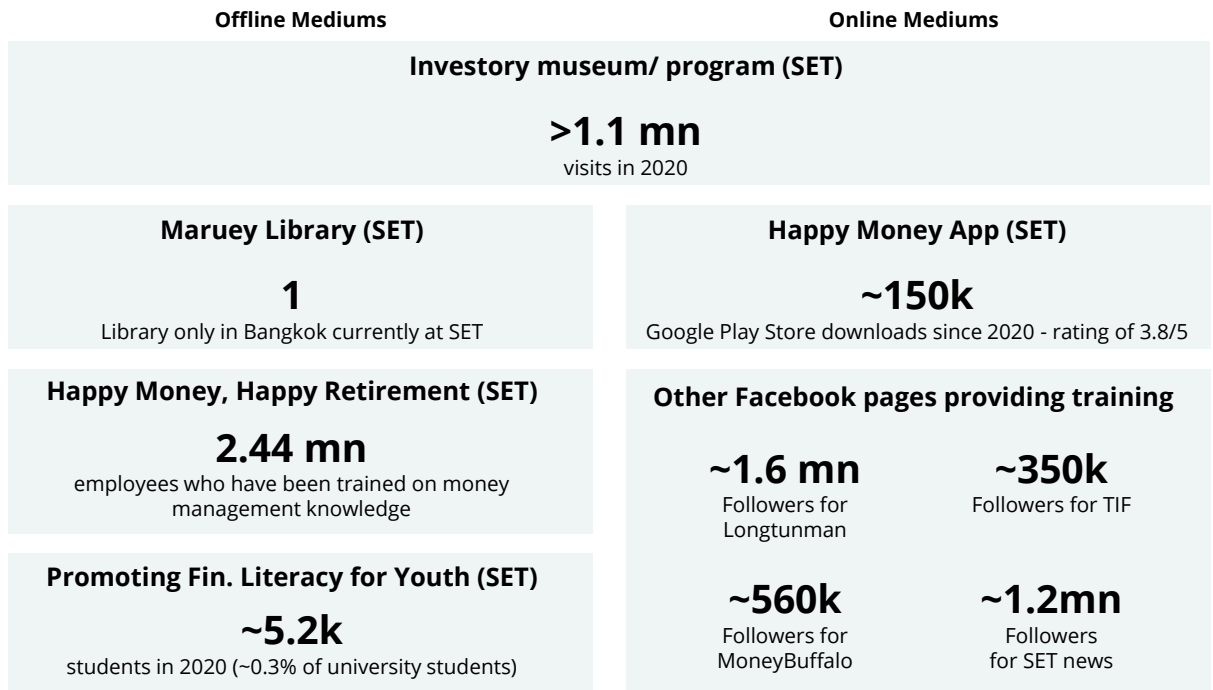 Offline Mediums
Online Mediums
Investory museum/ program (SET)
>1.1 mn
visits in 2020
Maruey Library (SET)
1
Library only in Bangkok currently at SET
Happy Money App (SET)
~150k
Google Play Store downloads since 2020 - rating of 3.8/5
Happy Money, Happy Retirement (SET)
2.44 mn
employees who have been trained on money
management knowledge
Promoting Fin. Literacy for Youth (SET)
~5.2k
students in 2020 (~0.3% of university students)
Other Facebook pages providing training
~1.6 mn
Followers for
Longtunman
~350k
Followers for TIF
~560k
Followers for
MoneyBuffalo
~1.2mn
Followers
for SET news